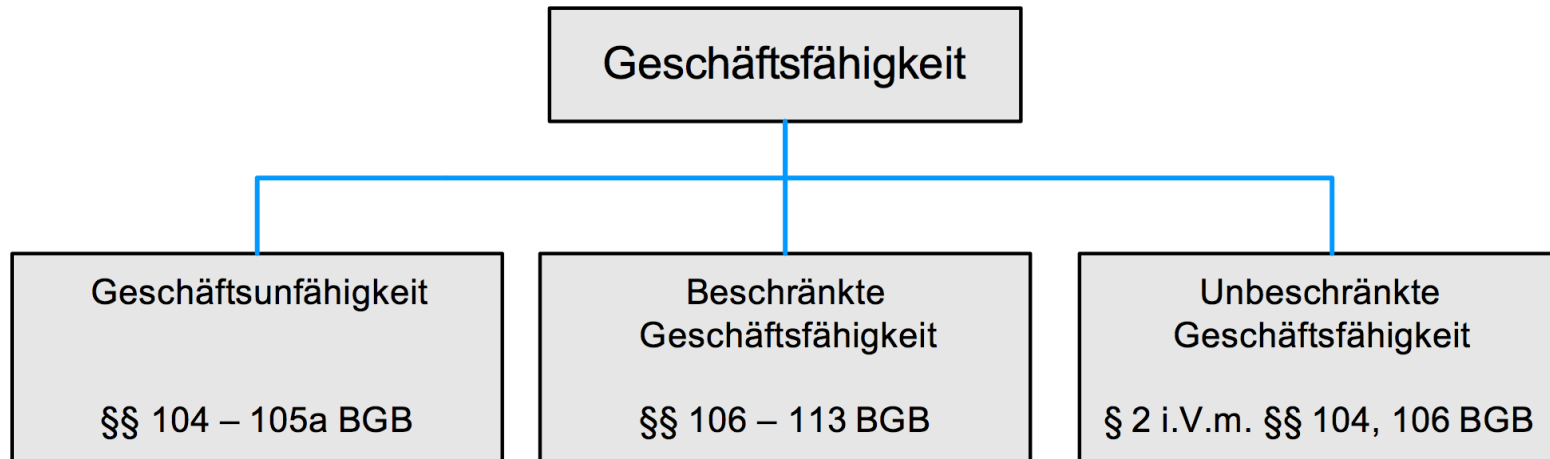 Geschäftsfähigkeit
Geschäftsunfähigkeit
§§ 104 – 105a BGB
Beschränkte
Geschäftsfähigkeit
§§ 106 – 113 BGB
Unbeschränkte
Geschäftsfähigkeit
§ 2 i.V.m. §§ 104, 106 BGB